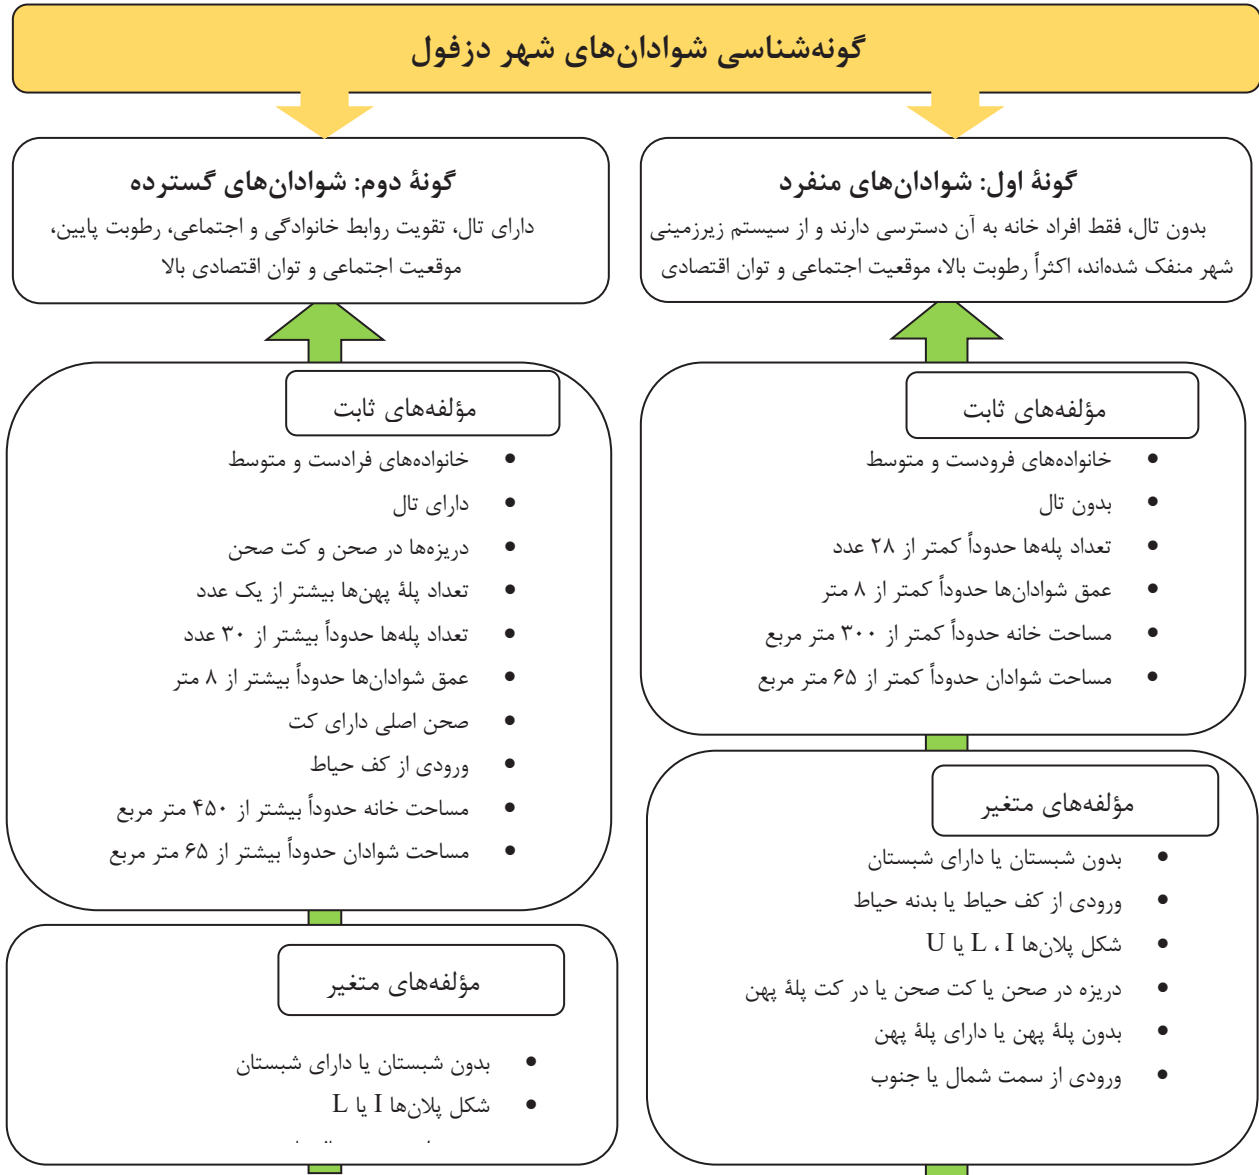 گونه‌شناسی شوادان‌های شهر دزفول
گونهٔ اول: شوادان‌های منفرد
بدون تال، فقط افراد خانه به آن دسترسی دارند و از سیستم زیرزمینی
شهر منفک شده‌اند، اکثراً رطوبت بالا، موقعیت اجتماعی و توان اقتصادی
مؤلفه‌های ثابت
• خانواده‌های فرودست و متوسط
• بدون تال
• تعداد پله‌ها حدوداً کمتر از ۲۸ عدد
• عمق شوادان‌ها حدوداً کمتر از ۸ متر
• مساحت خانه حدوداً کمتر از ۳۰۰ متر مربع
• مساحت شوادان حدوداً کمتر از ۶۵ متر مربع
مؤلفه‌های متغیر
• بدون شبستان یا دارای شبستان
• ورودی از کف حیاط یا بدنه حیاط
• شکل پلان‌ها I ، L یا U
• دریزه در صحن یا کت صحن یا در کت پلهٔ پهن
• بدون پلهٔ پهن یا دارای پلهٔ پهن
• ورودی از سمت شمال یا جنوب
گونهٔ دوم: شوادان‌های گسترده
دارای تال، تقویت روابط خانوادگی و اجتماعی، رطوبت پایین،
موقعیت اجتماعی و توان اقتصادی بالا
مؤلفه‌های ثابت
• خانواده‌های فرادست و متوسط
• دارای تال
• دریزه‌ها در صحن و کت صحن
• تعداد پلهٔ پهن‌ها بیشتر از یک عدد
• تعداد پله‌ها حدوداً بیشتر از ۳۰ عدد
• عمق شوادان‌ها حدوداً بیشتر از ۸ متر
• صحن اصلی دارای کت
• ورودی از کف حیاط
• مساحت خانه حدوداً بیشتر از ۴۵۰ متر مربع
• مساحت شوادان حدوداً بیشتر از ۶۵ متر مربع
مؤلفه‌های متغیر
• بدون شبستان یا دارای شبستان
• شکل پلان‌ها I یا L